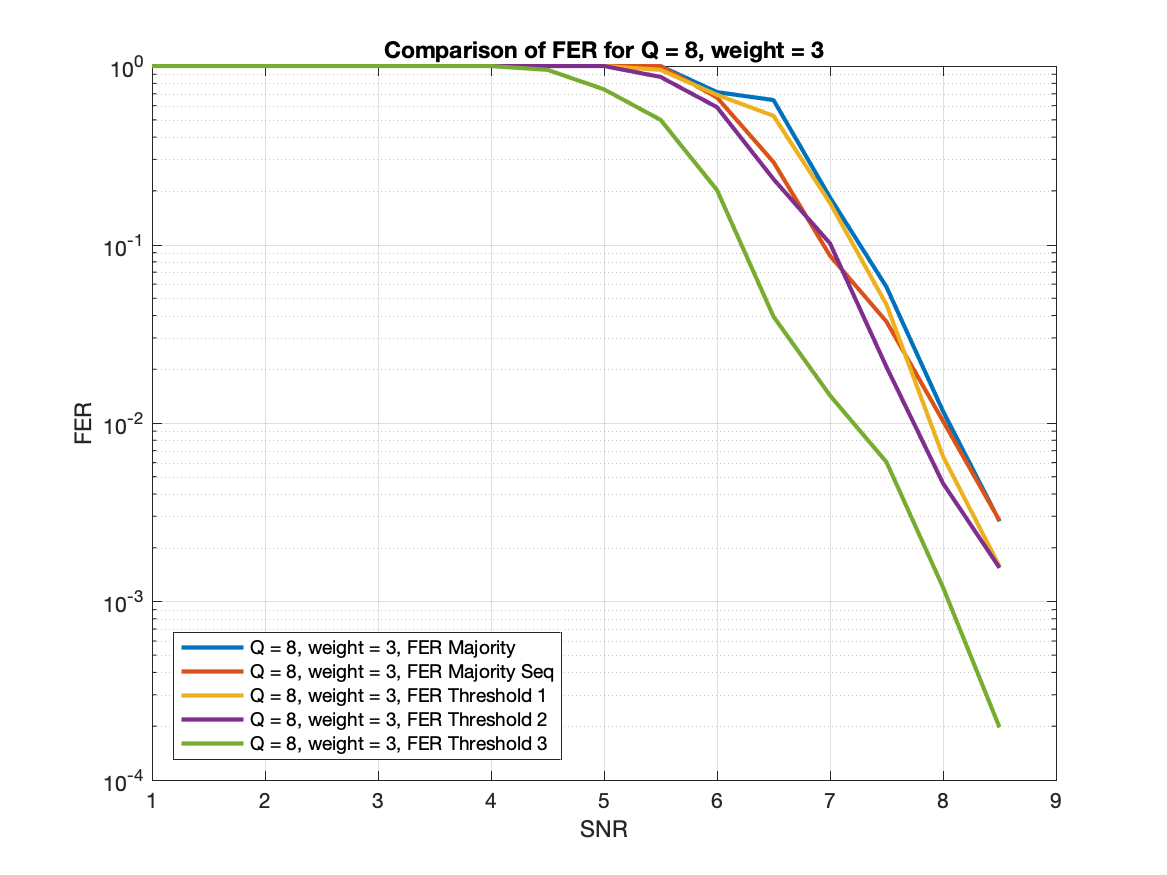 Comparison of FER for Q = 8, weight = 3
10^0
10^-1
10^-2
10^-3
10^-4
FER
Q = 8, weight = 3, FER Majority
Q = 8, weight = 3, FER Majority Seq
Q = 8, weight = 3, FER Threshold 1
Q = 8, weight = 3, FER Threshold 2
Q = 8, weight = 3, FER Threshold 3
1 2 3 4 5 6 7 8 9
SNR